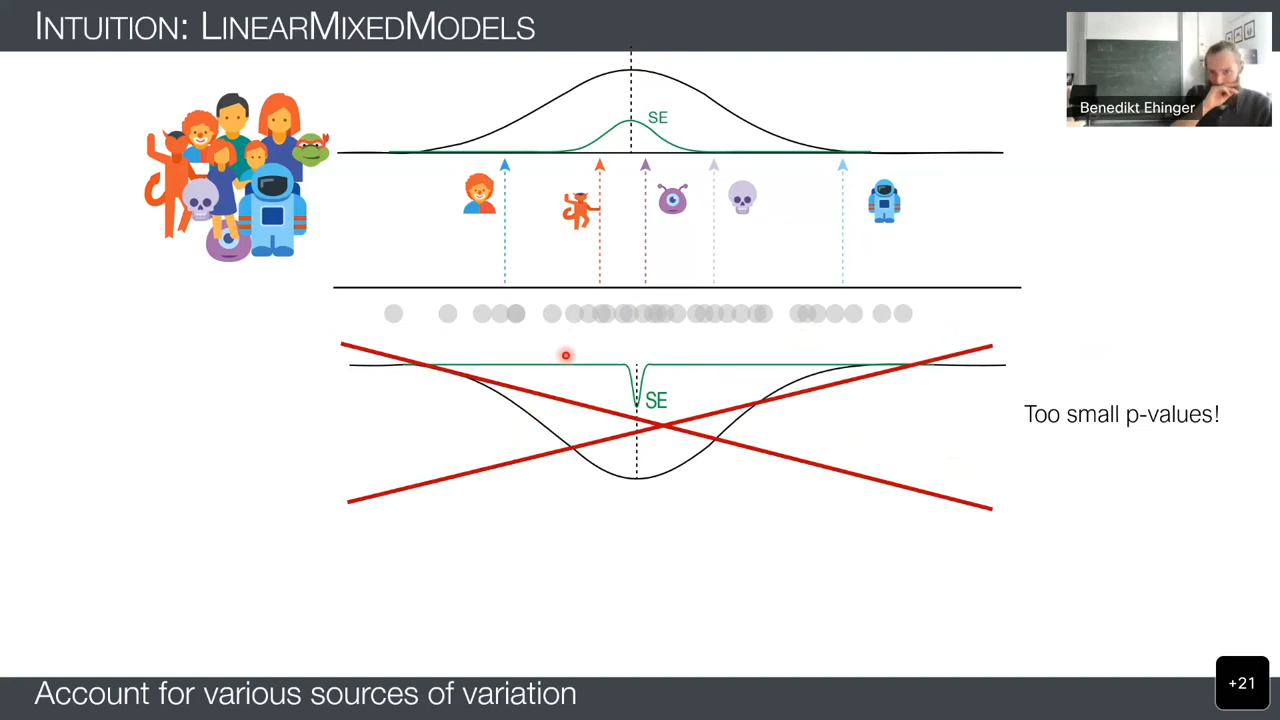 INTUITION: LINEARMIXEDMODELS
Benedikt Ehinger
SE
SE
Too small p-values!
Account for various sources of variation
+21